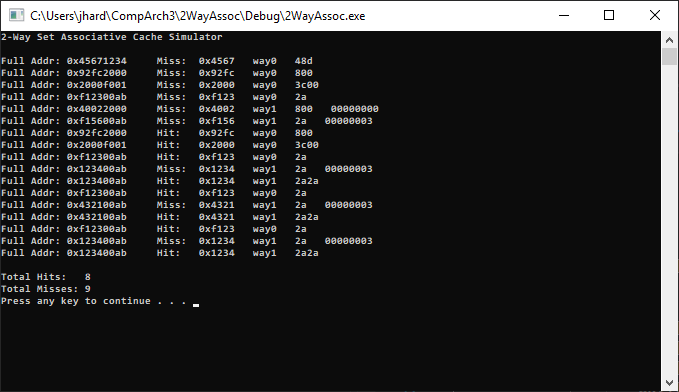 C:\Users\jhard\CompArch3\2WayAssoc\Debug\2WayAssoc.exe
2-Way Set Associative Cache Simulator
Full Addr: 0x45671234 Miss: 0x4567 way0 48d
Full Addr: 0x92fc2000 Miss: 0x92fc way0 800
Full Addr: 0x2000f001 Miss: 0x2000 way0 3c00
Full Addr: 0xf12300ab Miss: 0xf123 way0 2a
Full Addr: 0x40022000 Miss: 0x4002 way1 800 00000000
Full Addr: 0xf15600ab Miss: 0xf156 way1 2a 00000003
Full Addr: 0x92fc2000 Hit: 0x92fc way0 800
Full Addr: 0x2000f001 Hit: 0x2000 way0 3c00
Full Addr: 0xf12300ab Hit: 0xf123 way0 2a
Full Addr: 0x123400ab Miss: 0x1234 way1 2a 00000003
Full Addr: 0x123400ab Hit: 0x1234 way1 2a2a
Full Addr: 0xf12300ab Hit: 0xf123 way0 2a
Full Addr: 0x432100ab Miss: 0x4321 way1 2a 00000003
Full Addr: 0x432100ab Hit: 0x4321 way1 2a2a
Full Addr: 0xf12300ab Hit: 0xf123 way0 2a
Full Addr: 0x123400ab Miss: 0x1234 way1 2a 00000003
Full Addr: 0x123400ab Hit: 0x1234 way1 2a2a
Total Hits: 8
Total Misses: 9
Press any key to continue . . .